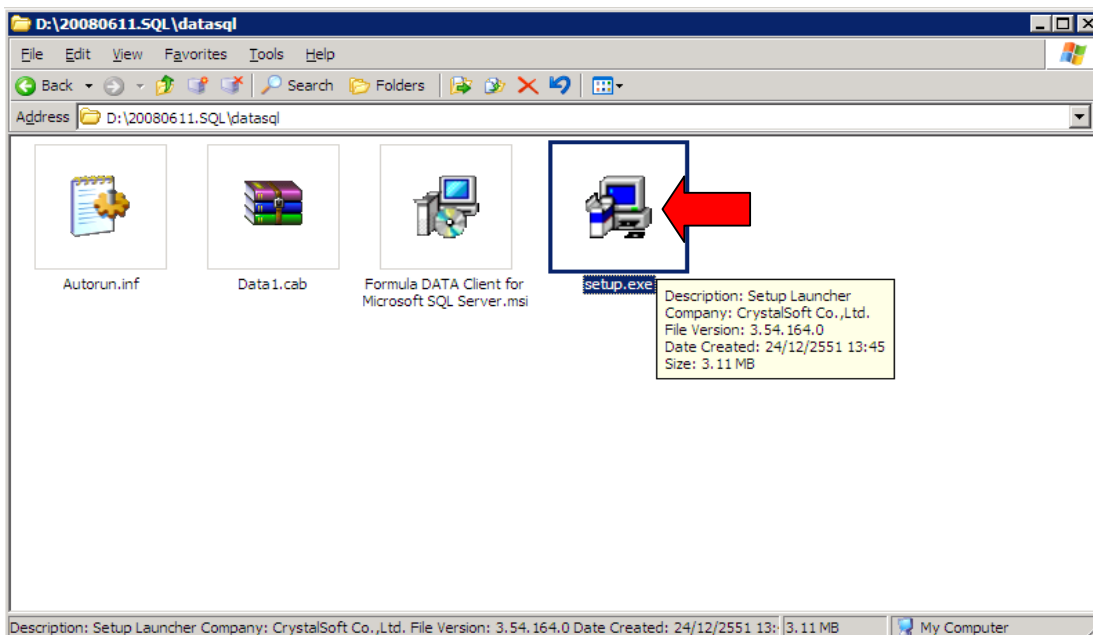 D:\20080611.SQL\datasql
File Edit View Favorites Tools Help
Back Search Folders
Address D:\20080611.SQL\datasql
Autorun.inf
Data1.cab
Formula DATA Client for
Microsoft SQL Server.msi
setup.exe
Description: Setup Launcher
Company: CrystalSoft Co.,Ltd.
File Version: 3.54.164.0
Date Created: 24/12/2551 13:45
Size: 3.11 MB
Description: Setup Launcher Company: CrystalSoft Co.,Ltd. File Version: 3.54.164.0 Date Created: 24/12/2551 13: 3.11 MB My Computer